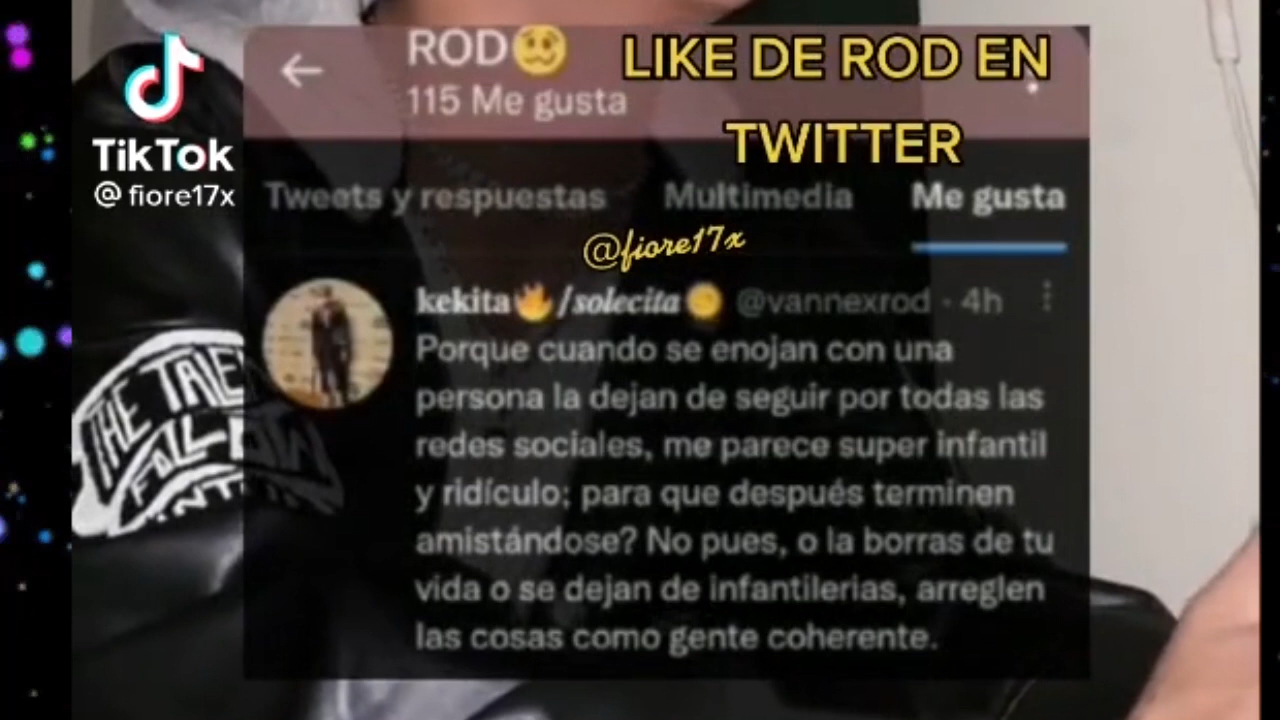 TikTok
@ fiore17x
ROD🥴
115 Me gusta
LIKE DE ROD EN
TWITTER
Tweets y respuestas Multimedia Me gusta
@fiore17x
kekita🔥/solecita🌕 @vannexrod · 4h
Porque cuando se enojan con una
persona la dejan de seguir por todas las
redes sociales, me parece super infantil
y ridículo; para que después terminen
amistándose? No pues, o la borras de tu
vida o se dejan de infantilerias, arreglen
las cosas como gente coherente.
THE TALE
FOLLOW